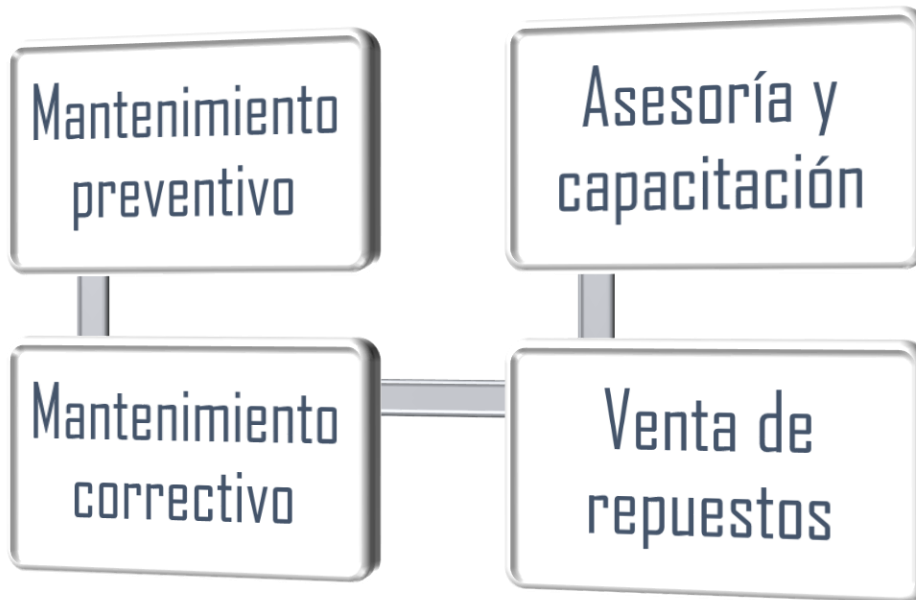 Mantenimiento
preventivo
Mantenimiento
correctivo
Venta de
repuestos
Asesoría y
capacitación